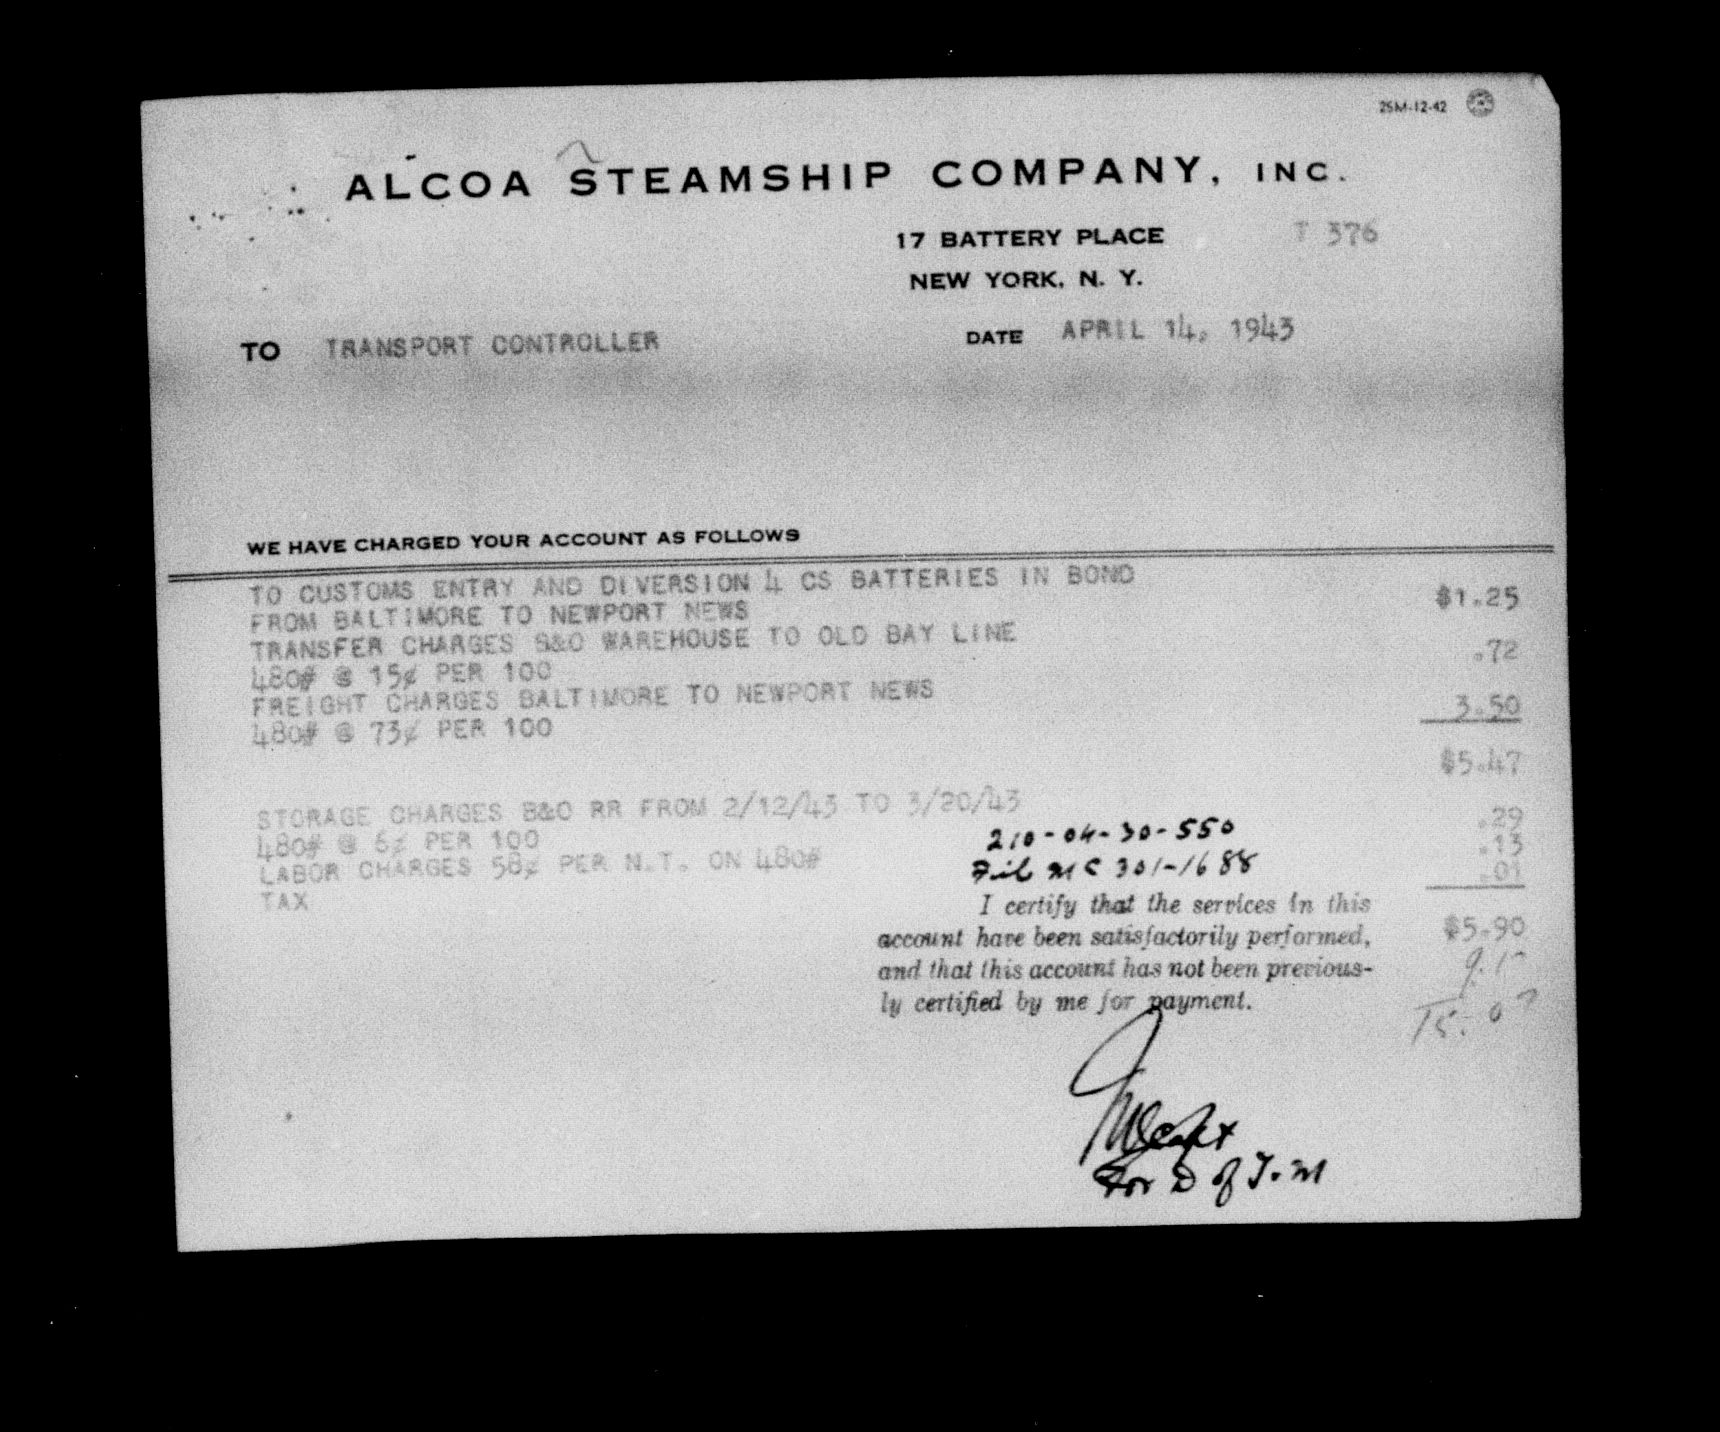 25M-12-42
ALCOA STEAMSHIP COMPANY, INC.
17 BATTERY PLACE
T 376
NEW YORK, N. Y.
TO TRANSPORT CONTROLLER
DATE APRIL 14, 1943
WE HAVE CHARGED YOUR ACCOUNT AS FOLLOWS
TO CUSTOMS ENTRY AND DIVERSION 4 CS BATTERIES IN BOND
FROM BALTIMORE TO NEWPORT NEWS $1.25
TRANSFER CHARGES B&O WAREHOUSE TO OLD BAY LINE
480# @ 15¢ PER 100 .72
FREIGHT CHARGES BALTIMORE TO NEWPORT NEWS
480# @ 73¢ PER 100 3.50
$5.47
STORAGE CHARGES B&O RR FROM 2/12/43 TO 3/20/43
480# @ 6¢ PER 100 .29
LABOR CHARGES 58¢ PER N.T. ON 480# .13
TAX .01
210-04-30-550
File MC 301-1688
I certify that the services in this
account have been satisfactorily performed,
and that this account has not been previous-
ly certified by me for payment.
$5.90
For D of T. M